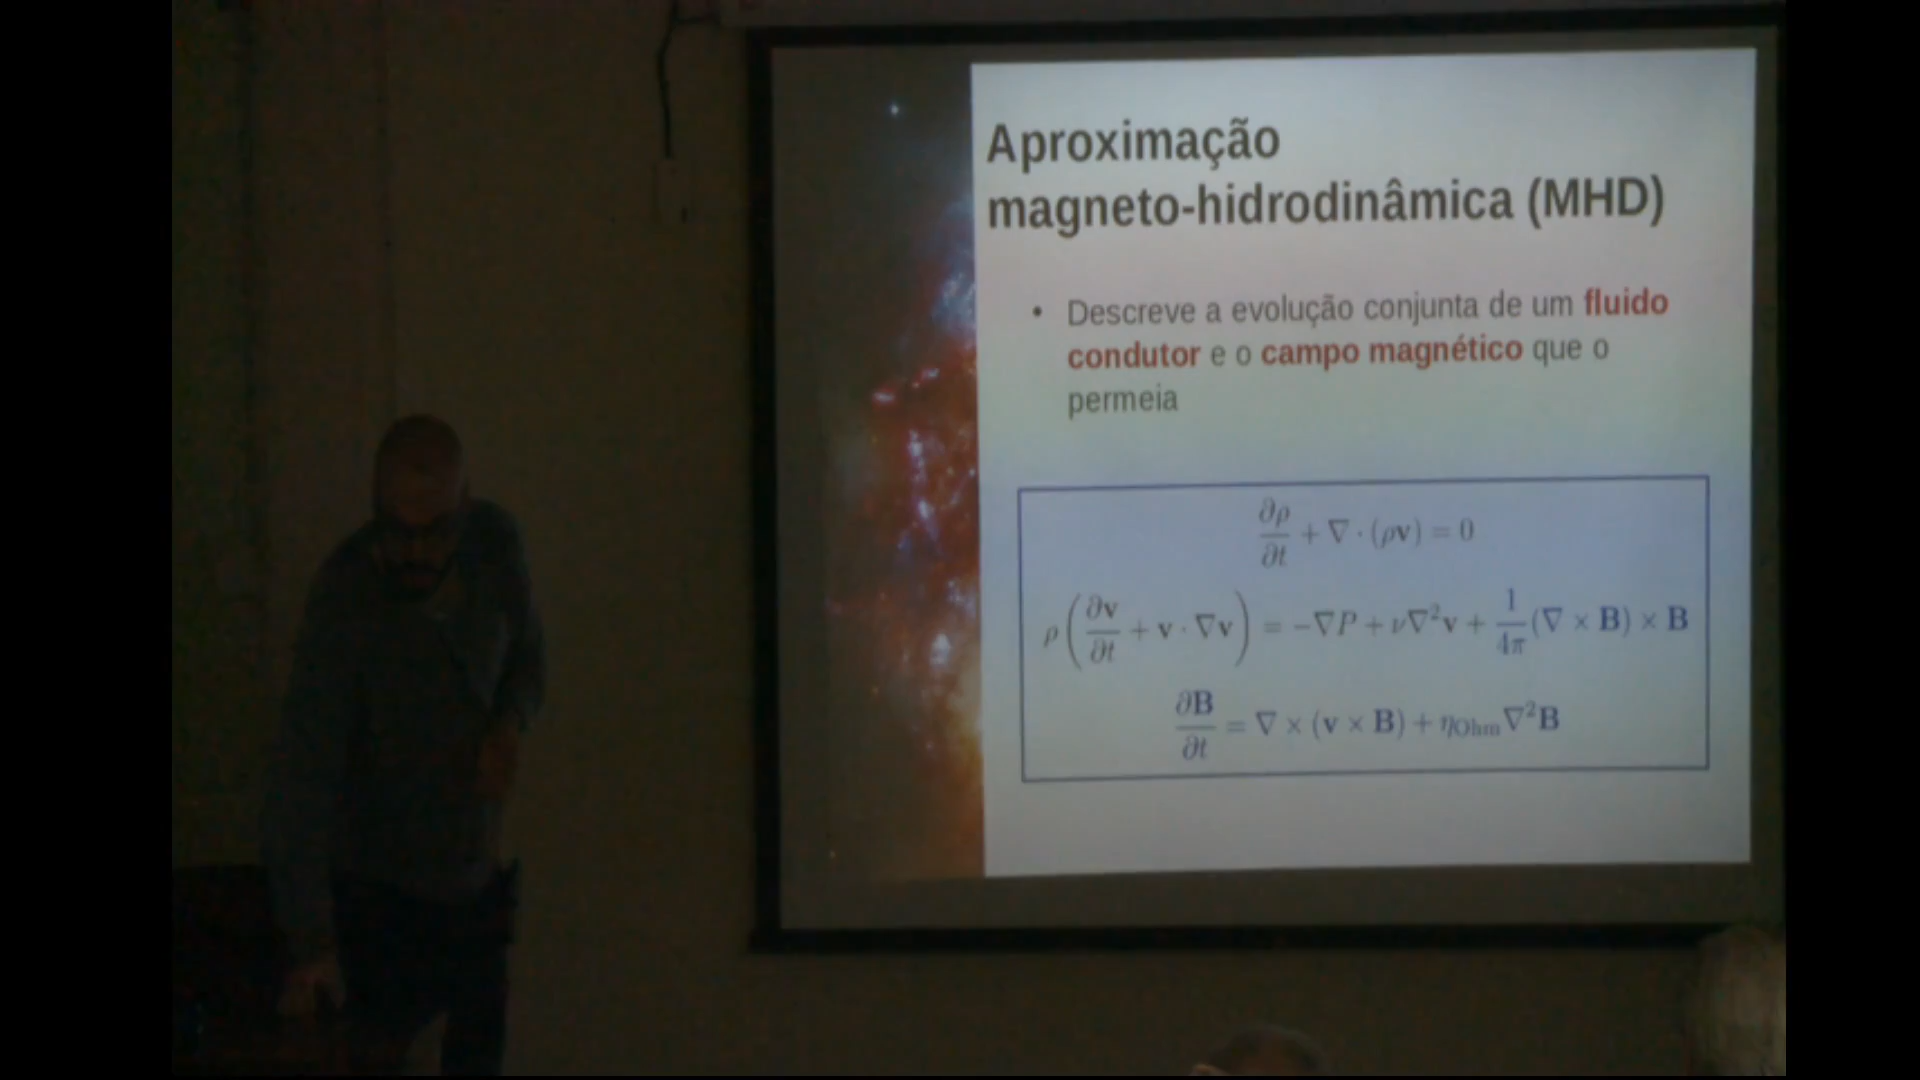 Aproximação
magneto-hidrodinâmica (MHD)
• Descreve a evolução conjunta de um fluido
condutor e o campo magnético que o
permeia
∂ρ/∂t + ∇ · (ρv) = 0
ρ(∂v/∂t + v · ∇v) = −∇P + ν∇²v + 1/4π (∇ × B) × B
∂B/∂t = ∇ × (v × B) + η_Ohm ∇²B